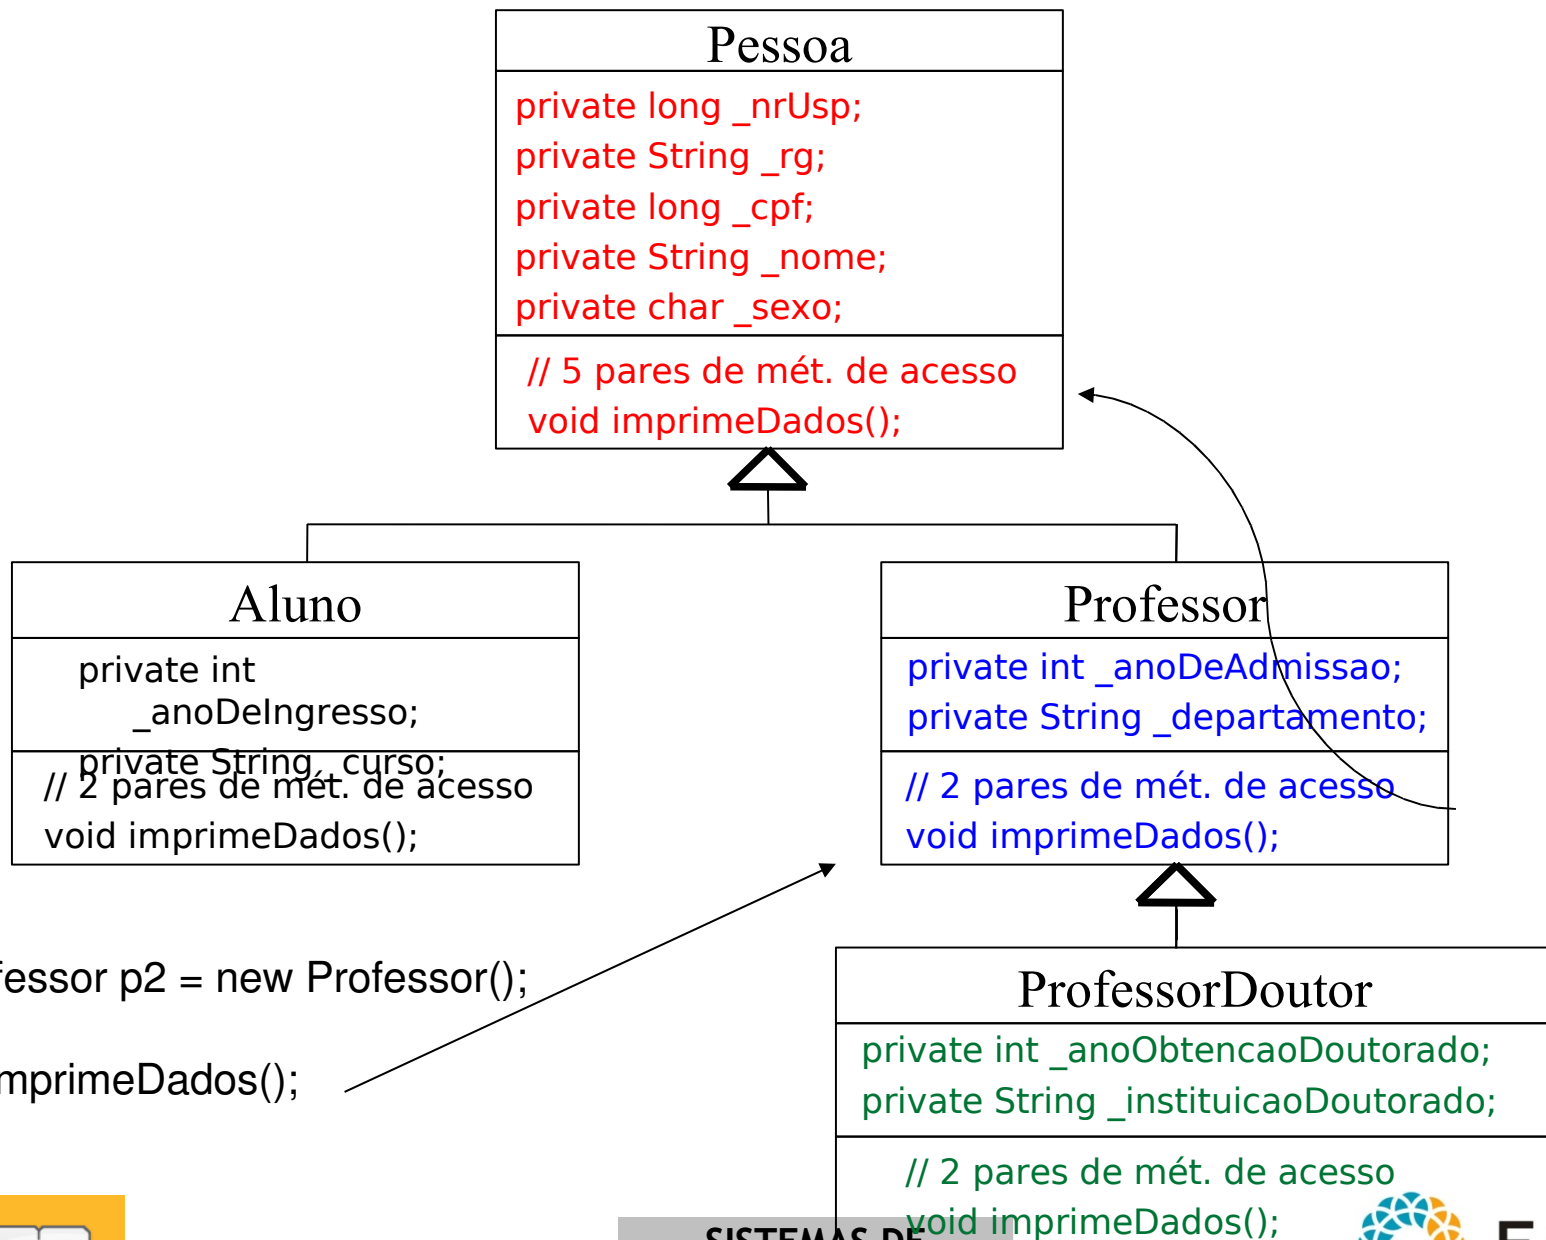 Pessoa
private long _nrUsp;
private String _rg;
private long _cpf;
private String _nome;
private char _sexo;
// 5 pares de mét. de acesso
void imprimeDados();
Aluno
private int
_anoDeIngresso;
private String _curso;
// 2 pares de mét. de acesso
void imprimeDados();
Professor
private int _anoDeAdmissao;
private String _departamento;
// 2 pares de mét. de acesso
void imprimeDados();
fessor p2 = new Professor();
mprimeDados();
ProfessorDoutor
private int _anoObtencaoDoutorado;
private String _instituicaoDoutorado;
// 2 pares de mét. de acesso
void imprimeDados();
SISTEMAS DE